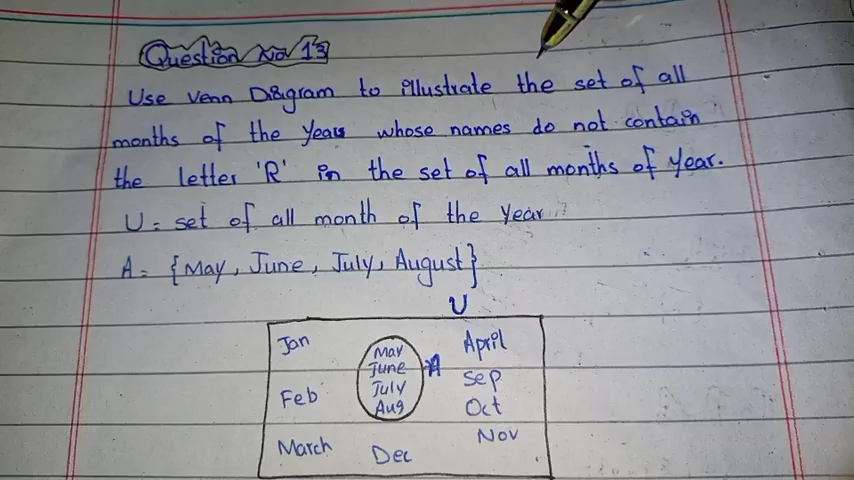 Question No 13
Use Venn Diagram to illustrate the set of all
months of the Year whose names do not contain
the letter 'R' in the set of all months of Year.
U = set of all month of the Year
A = {May, June, July, August}
U
Jan
May
June
July
Aug
A
April
Sep
Feb
Oct
Nov
March
Dec